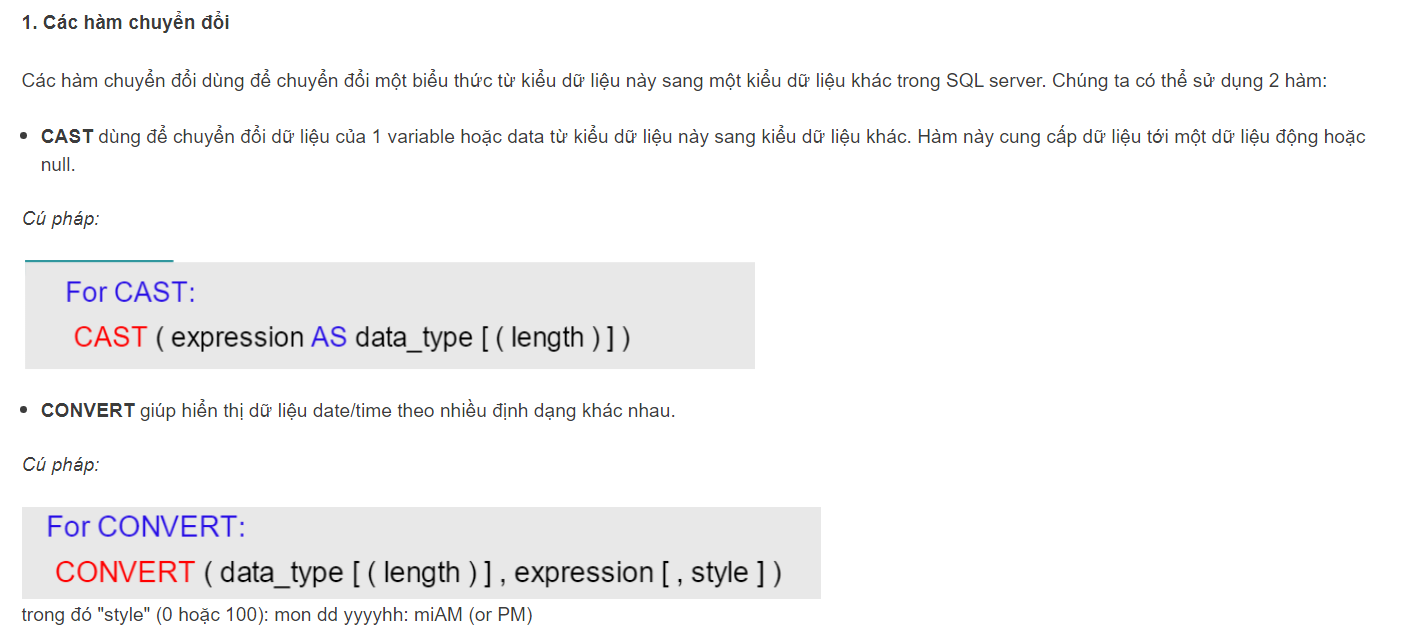 1. Các hàm chuyển đổi
Các hàm chuyển đổi dùng để chuyển đổi một biểu thức từ kiểu dữ liệu này sang một kiểu dữ liệu khác trong SQL server. Chúng ta có thể sử dụng 2 hàm:
• CAST dùng để chuyển đổi dữ liệu của 1 variable hoặc data từ kiểu dữ liệu này sang kiểu dữ liệu khác. Hàm này cung cấp dữ liệu tới một dữ liệu động hoặc
null.
Cú pháp:
For CAST:
CAST ( expression AS data_type [ ( length ) ] )
• CONVERT giúp hiển thị dữ liệu date/time theo nhiều định dạng khác nhau.
Cú pháp:
For CONVERT:
CONVERT ( data_type [ ( length ) ] , expression [ , style ] )
trong đó "style" (0 hoặc 100): mon dd yyyyhh: miAM (or PM)